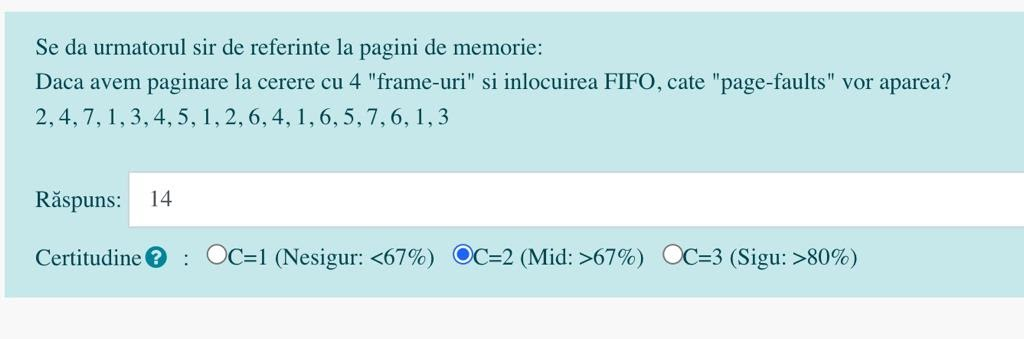 Se da urmatorul sir de referinte la pagini de memorie:
Daca avem paginare la cerere cu 4 "frame-uri" si inlocuirea FIFO, cate "page-faults" vor aparea?
2, 4, 7, 1, 3, 4, 5, 1, 2, 6, 4, 1, 6, 5, 7, 6, 1, 3
Răspuns: 14
Certitudine ? : C=1 (Nesigur: <67%) C=2 (Mid: >67%) C=3 (Sigu: >80%)